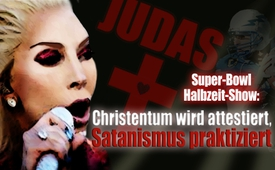 JUDAS
Super-Bowl
Halbzeit-Show:
Christentum wird attestiert,
Satanismus praktiziert